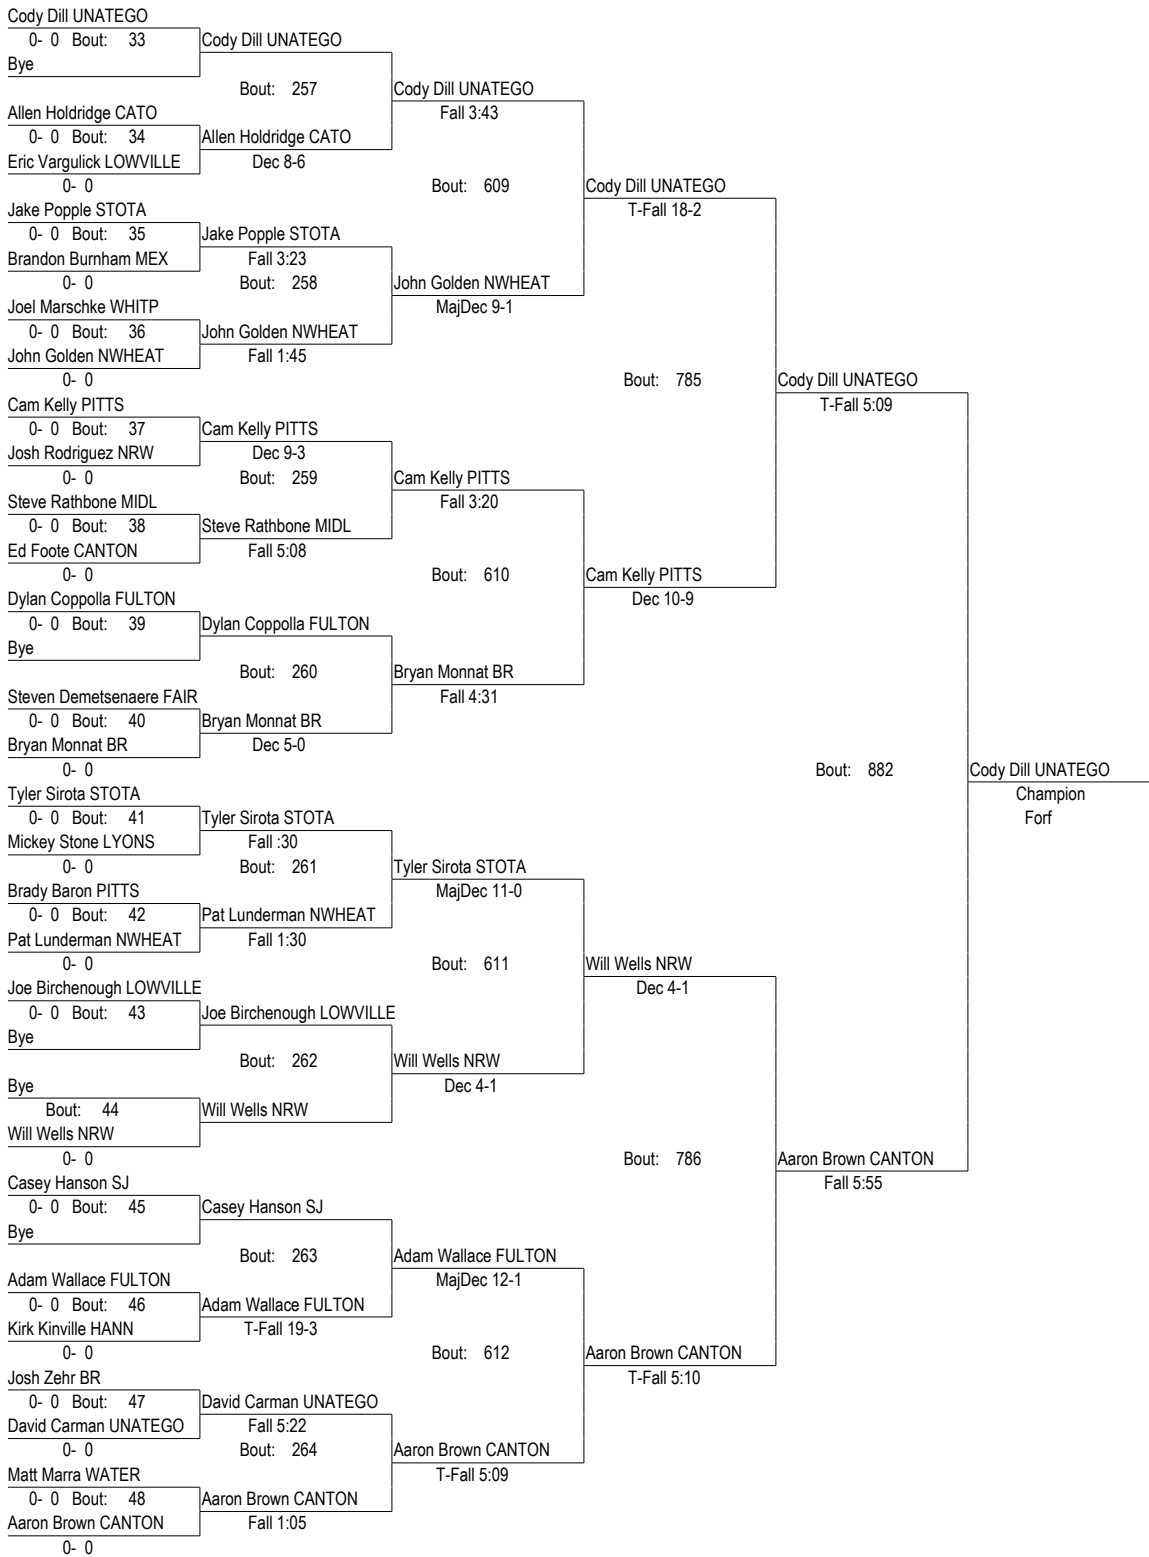 Cody Dill UNATEGO
0- 0 Bout: 33 Cody Dill UNATEGO
Bye
Bout: 257 Cody Dill UNATEGO
Allen Holdridge CATO Fall 3:43
0- 0 Bout: 34 Allen Holdridge CATO
Eric Vargulick LOWVILLE Dec 8-6
0- 0 Bout: 609 Cody Dill UNATEGO
Jake Popple STOTA T-Fall 18-2
0- 0 Bout: 35 Jake Popple STOTA
Brandon Burnham MEX Fall 3:23
0- 0 Bout: 258 John Golden NWHEAT
Joel Marschke WHITP MajDec 9-1
0- 0 Bout: 36 John Golden NWHEAT
John Golden NWHEAT Fall 1:45
0- 0 Bout: 785 Cody Dill UNATEGO
Cam Kelly PITTS T-Fall 5:09
0- 0 Bout: 37 Cam Kelly PITTS
Josh Rodriguez NRW Dec 9-3
0- 0 Bout: 259 Cam Kelly PITTS
Steve Rathbone MIDL Fall 3:20
0- 0 Bout: 38 Steve Rathbone MIDL
Ed Foote CANTON Fall 5:08
0- 0 Bout: 610 Cam Kelly PITTS
Dylan Coppolla FULTON Dec 10-9
0- 0 Bout: 39 Dylan Coppolla FULTON
Bye
Bout: 260 Bryan Monnat BR
Steven Demetsenaere FAIR Fall 4:31
0- 0 Bout: 40 Bryan Monnat BR
Bryan Monnat BR Dec 5-0
0- 0 Bout: 882 Cody Dill UNATEGO
Tyler Sirota STOTA Champion
0- 0 Bout: 41 Tyler Sirota STOTA Forf
Mickey Stone LYONS Fall :30
0- 0 Bout: 261 Tyler Sirota STOTA
Brady Baron PITTS MajDec 11-0
0- 0 Bout: 42 Pat Lunderman NWHEAT
Pat Lunderman NWHEAT Fall 1:30
0- 0 Bout: 611 Will Wells NRW
Joe Birchenough LOWVILLE Dec 4-1
0- 0 Bout: 43 Joe Birchenough LOWVILLE
Bye
Bout: 262 Will Wells NRW
Bye Dec 4-1
Bout: 44 Will Wells NRW
Will Wells NRW
0- 0 Bout: 786 Aaron Brown CANTON
Casey Hanson SJ Fall 5:55
0- 0 Bout: 45 Casey Hanson SJ
Bye
Bout: 263 Adam Wallace FULTON
Adam Wallace FULTON MajDec 12-1
0- 0 Bout: 46 Adam Wallace FULTON
Kirk Kinville HANN T-Fall 19-3
0- 0 Bout: 612 Aaron Brown CANTON
Josh Zehr BR T-Fall 5:10
0- 0 Bout: 47 David Carman UNATEGO
David Carman UNATEGO Fall 5:22
0- 0 Bout: 264 Aaron Brown CANTON
Matt Marra WATER T-Fall 5:09
0- 0 Bout: 48 Aaron Brown CANTON
Aaron Brown CANTON Fall 1:05
0- 0